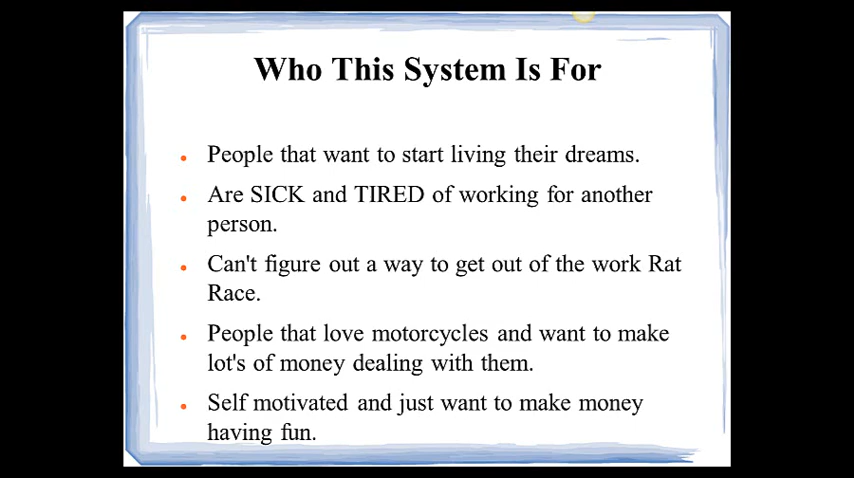 Who This System Is For
People that want to start living their dreams.
Are SICK and TIRED of working for another
person.
Can't figure out a way to get out of the work Rat
Race.
People that love motorcycles and want to make
lot's of money dealing with them.
Self motivated and just want to make money
having fun.